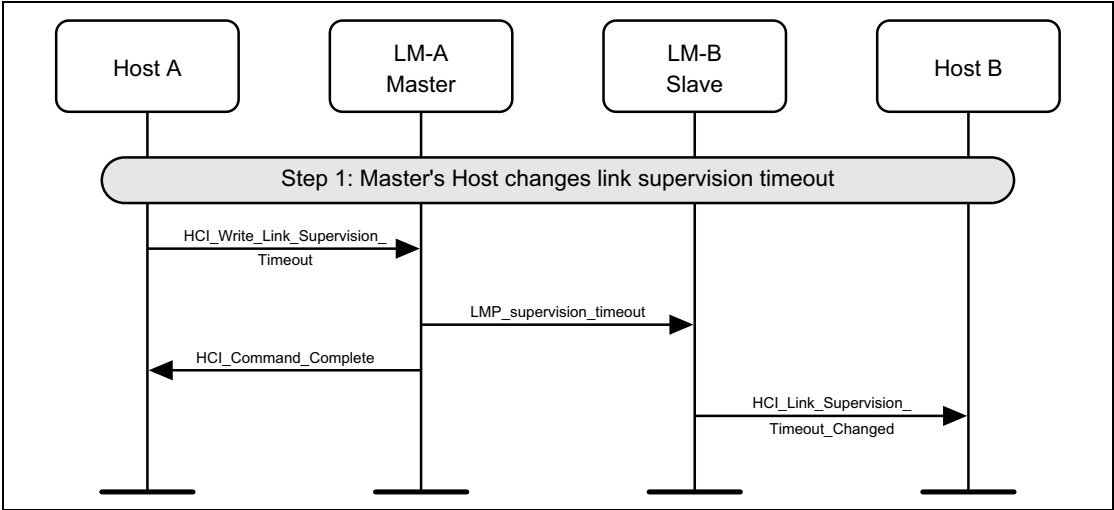 Host A
LM-A
Master
LM-B
Slave
Host B
Step 1: Master's Host changes link supervision timeout
HCI_Write_Link_Supervision_
Timeout
LMP_supervision_timeout
HCI_Command_Complete
HCI_Link_Supervision_
Timeout_Changed